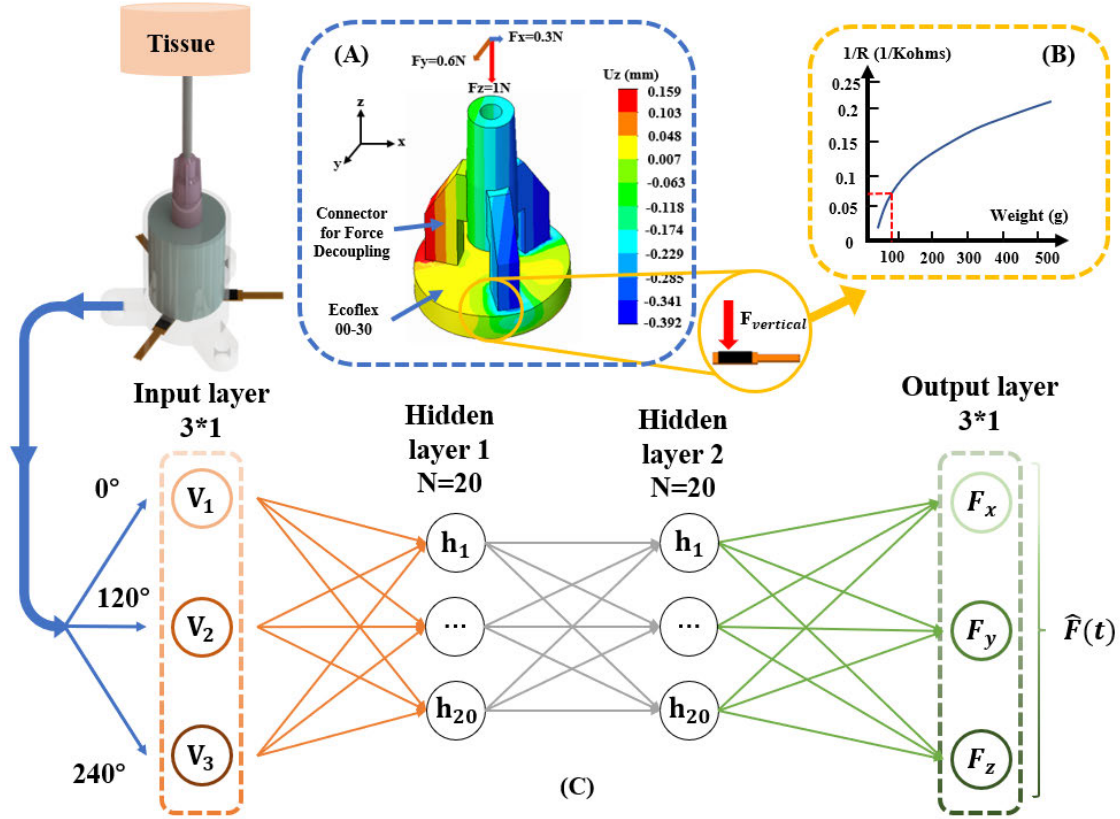 Tissue
(A)
Fx=0.3N
Fy=0.6N
Fz=1N
z
x
y
Connector
for Force
Decoupling
Ecoflex
00-30
Uz (mm)
0.159
0.103
0.048
0.007
-0.063
-0.118
-0.174
-0.229
-0.285
-0.341
-0.392
1/R (1/Kohms)
(B)
0.25
0.2
0.15
0.1
0.05
0
Weight (g)
100 200 300 400 500
F_vertical
Input layer
3*1
Hidden
layer 1
N=20
Hidden
layer 2
N=20
Output layer
3*1
0°
120°
240°
V₁
V₂
V₃
h₁
...
h₂₀
h₁
...
h₂₀
Fₓ
F_y
F_z
F̂(t)
(C)